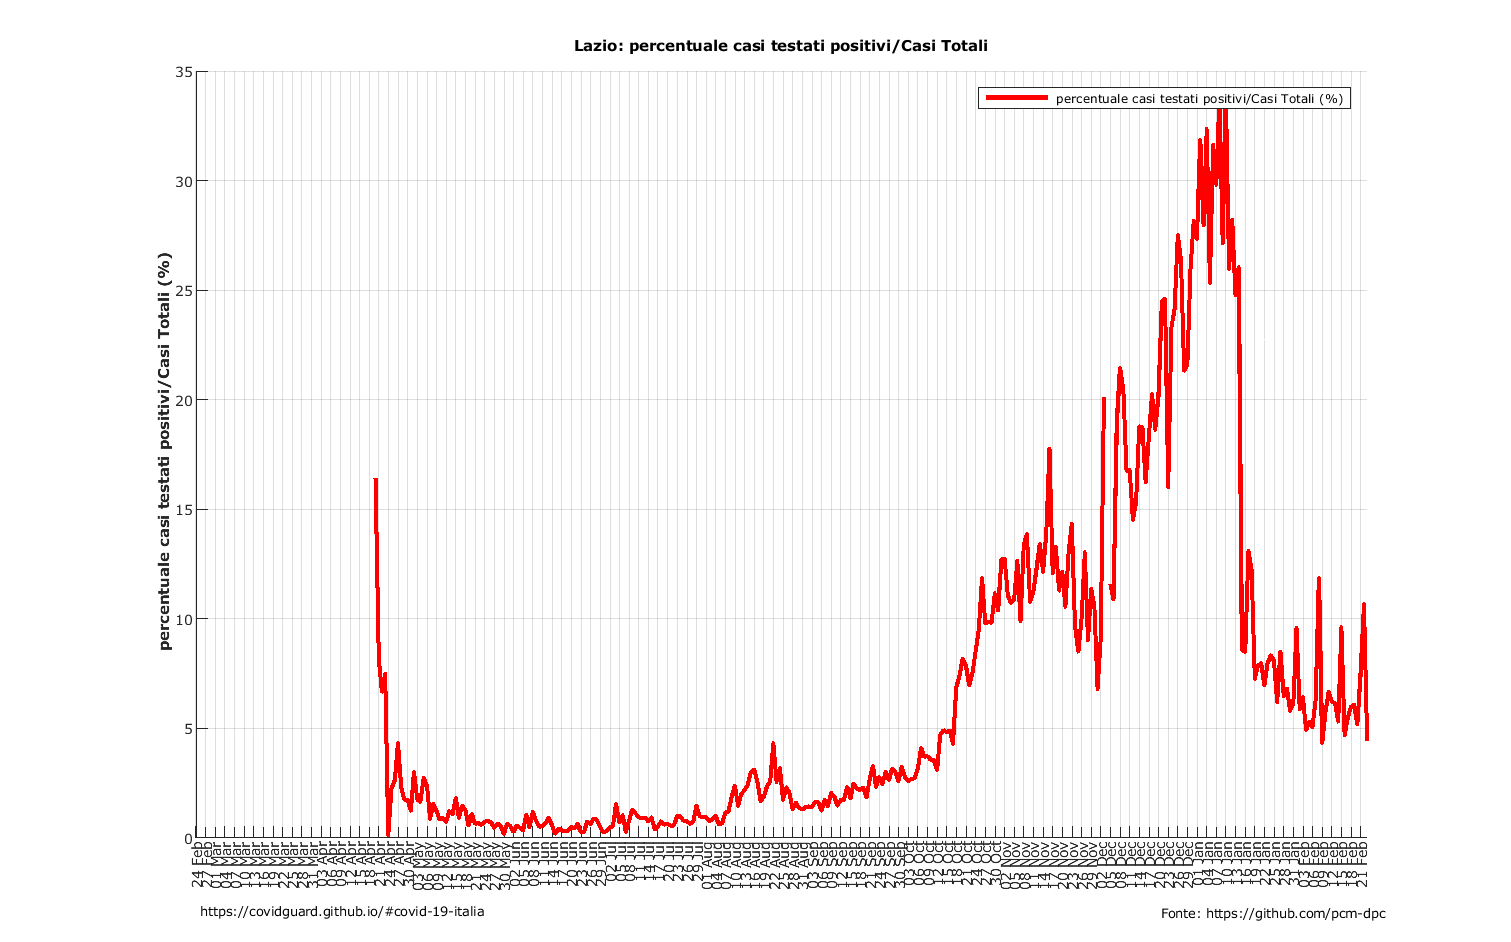 Lazio: percentuale casi testati positivi/Casi Totali
percentuale casi testati positivi/Casi Totali (%)
percentuale casi testati positivi/Casi Totali (%)
35
30
25
20
15
10
5
0
24 Feb
27 Feb
01 Mar
04 Mar
07 Mar
10 Mar
13 Mar
16 Mar
19 Mar
22 Mar
25 Mar
28 Mar
31 Mar
03 Apr
06 Apr
09 Apr
12 Apr
15 Apr
18 Apr
21 Apr
24 Apr
27 Apr
30 Apr
03 May
06 May
09 May
12 May
15 May
18 May
21 May
24 May
27 May
30 May
02 Jun
05 Jun
08 Jun
11 Jun
14 Jun
17 Jun
20 Jun
23 Jun
26 Jun
29 Jun
02 Jul
05 Jul
08 Jul
11 Jul
14 Jul
17 Jul
20 Jul
23 Jul
26 Jul
29 Jul
01 Aug
04 Aug
07 Aug
10 Aug
13 Aug
16 Aug
19 Aug
22 Aug
25 Aug
28 Aug
31 Aug
03 Sep
06 Sep
09 Sep
12 Sep
15 Sep
18 Sep
21 Sep
24 Sep
27 Sep
30 Sep
03 Oct
06 Oct
09 Oct
12 Oct
15 Oct
18 Oct
21 Oct
24 Oct
27 Oct
30 Oct
02 Nov
05 Nov
08 Nov
11 Nov
14 Nov
17 Nov
20 Nov
23 Nov
26 Nov
29 Nov
02 Dec
05 Dec
08 Dec
11 Dec
14 Dec
17 Dec
20 Dec
23 Dec
26 Dec
29 Dec
01 Jan
04 Jan
07 Jan
10 Jan
13 Jan
16 Jan
19 Jan
22 Jan
25 Jan
28 Jan
31 Jan
03 Feb
06 Feb
09 Feb
12 Feb
15 Feb
18 Feb
21 Feb
https://covidguard.github.io/#covid-19-italia
Fonte: https://github.com/pcm-dpc